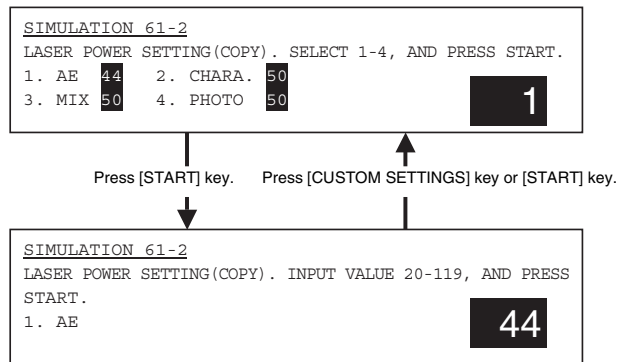 SIMULATION 61-2
LASER POWER SETTING(COPY). SELECT 1-4, AND PRESS START.
1. AE 44 2. CHARA. 50
3. MIX 50 4. PHOTO 50
1
Press [START] key. Press [CUSTOM SETTINGS] key or [START] key.
SIMULATION 61-2
LASER POWER SETTING(COPY). INPUT VALUE 20-119, AND PRESS
START.
1. AE
44